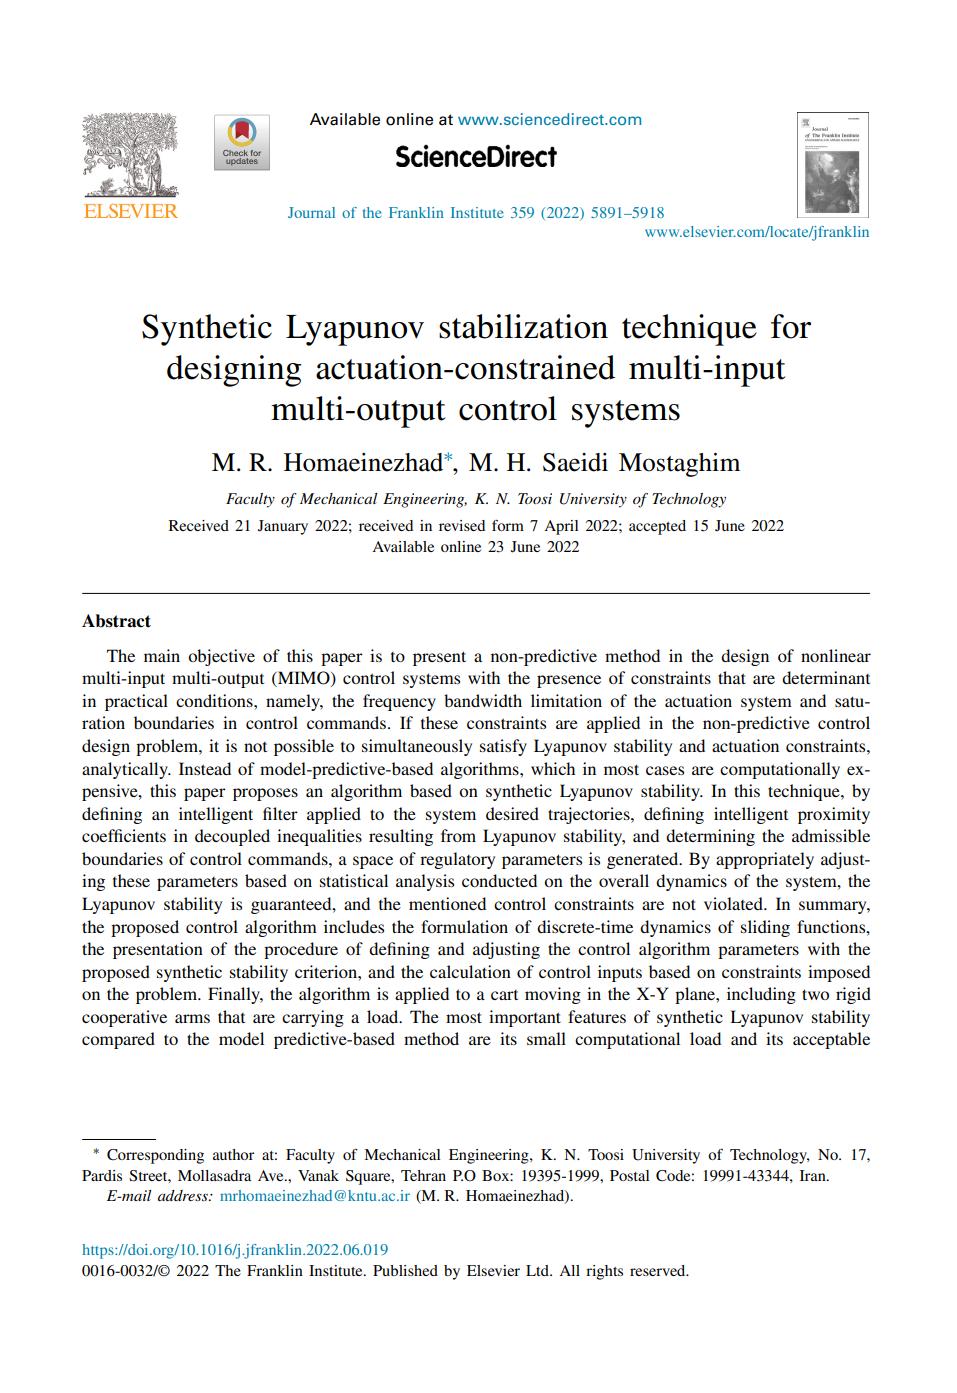 Available online at www.sciencedirect.com
ScienceDirect
Check for
updates
ELSEVIER
Journal
of The Franklin Institute
Journal of the Franklin Institute 359 (2022) 5891–5918
www.elsevier.com/locate/jfranklin
Synthetic Lyapunov stabilization technique for
designing actuation-constrained multi-input
multi-output control systems
M. R. Homaeinezhad*, M. H. Saeidi Mostaghim
Faculty of Mechanical Engineering, K. N. Toosi University of Technology
Received 21 January 2022; received in revised form 7 April 2022; accepted 15 June 2022
Available online 23 June 2022
Abstract
The main objective of this paper is to present a non-predictive method in the design of nonlinear
multi-input multi-output (MIMO) control systems with the presence of constraints that are determinant
in practical conditions, namely, the frequency bandwidth limitation of the actuation system and satu-
ration boundaries in control commands. If these constraints are applied in the non-predictive control
design problem, it is not possible to simultaneously satisfy Lyapunov stability and actuation constraints,
analytically. Instead of model-predictive-based algorithms, which in most cases are computationally ex-
pensive, this paper proposes an algorithm based on synthetic Lyapunov stability. In this technique, by
defining an intelligent filter applied to the system desired trajectories, defining intelligent proximity
coefficients in decoupled inequalities resulting from Lyapunov stability, and determining the admissible
boundaries of control commands, a space of regulatory parameters is generated. By appropriately adjust-
ing these parameters based on statistical analysis conducted on the overall dynamics of the system, the
Lyapunov stability is guaranteed, and the mentioned control constraints are not violated. In summary,
the proposed control algorithm includes the formulation of discrete-time dynamics of sliding functions,
the presentation of the procedure of defining and adjusting the control algorithm parameters with the
proposed synthetic stability criterion, and the calculation of control inputs based on constraints imposed
on the problem. Finally, the algorithm is applied to a cart moving in the X-Y plane, including two rigid
cooperative arms that are carrying a load. The most important features of synthetic Lyapunov stability
compared to the model predictive-based method are its small computational load and its acceptable
* Corresponding author at: Faculty of Mechanical Engineering, K. N. Toosi University of Technology, No. 17,
Pardis Street, Mollasadra Ave., Vanak Square, Tehran P.O Box: 19395-1999, Postal Code: 19991-43344, Iran.
E-mail address: mrhomaeinezhad@kntu.ac.ir (M. R. Homaeinezhad).
https://doi.org/10.1016/j.jfranklin.2022.06.019
0016-0032/© 2022 The Franklin Institute. Published by Elsevier Ltd. All rights reserved.